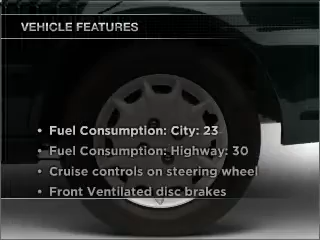 VEHICLE FEATURES
• Fuel Consumption: City: 23
• Fuel Consumption: Highway: 30
• Cruise controls on steering wheel
• Front Ventilated disc brakes